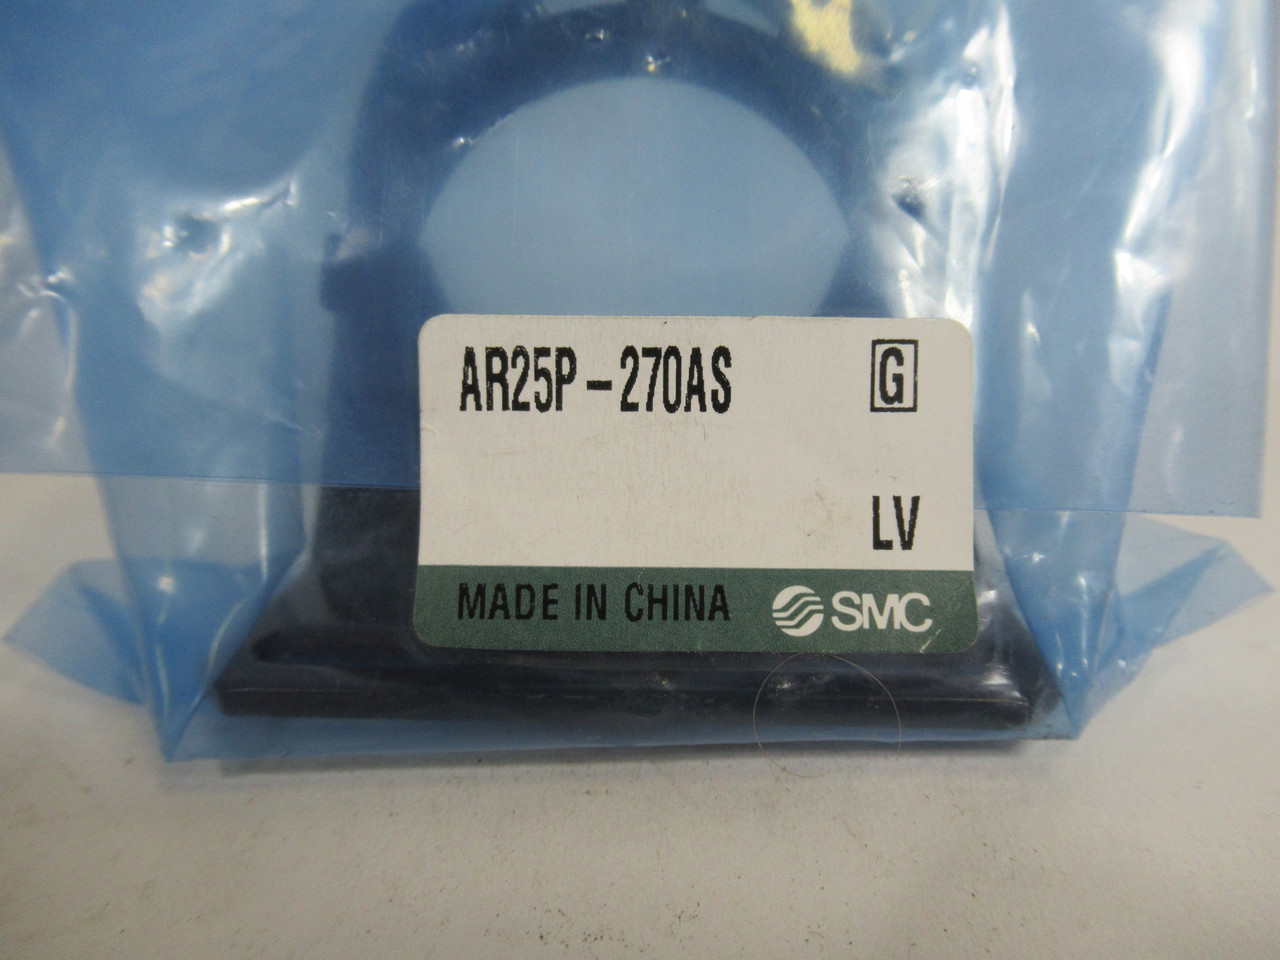 AR25P-270AS G
LV
MADE IN CHINA SMC